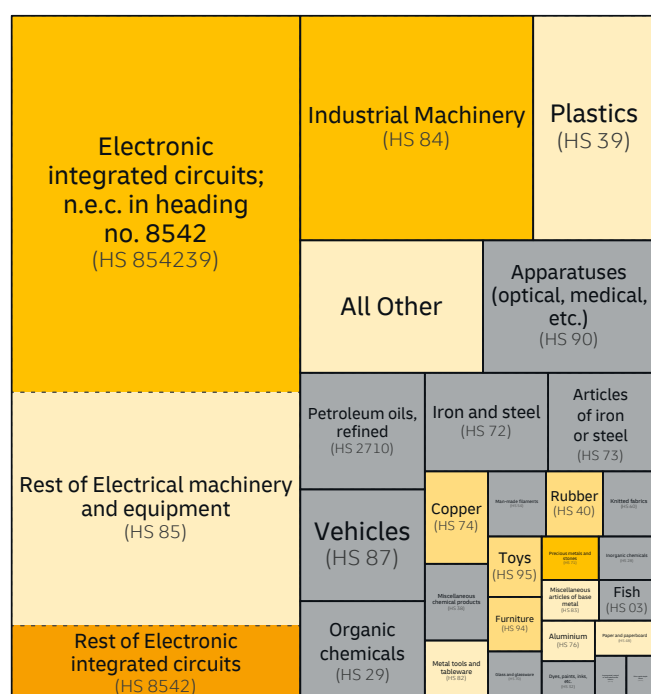 Electronic
integrated circuits;
n.e.c. in heading
no. 8542
(HS 854239)
Industrial Machinery
(HS 84)
Plastics
(HS 39)
All Other
Apparatuses
(optical, medical,
etc.)
(HS 90)
Petroleum oils,
refined
(HS 2710)
Iron and steel
(HS 72)
Articles
of iron
or steel
(HS 73)
Rest of Electrical machinery
and equipment
(HS 85)
Vehicles
(HS 87)
Copper
(HS 74)
Man-made filaments
Rubber
(HS 40)
Knitted fabrics
Toys
(HS 95)
Precious metals and
stones
Inorganic chemicals
Miscellaneous
chemical products
Miscellaneous
articles of base
metal
(HS 83)
Fish
(HS 03)
Organic
chemicals
(HS 29)
Furniture
(HS 94)
Aluminium
(HS 76)
Paper and paperboard
Rest of Electronic
integrated circuits
(HS 8542)
Metal tools and
tableware
(HS 82)
Glass and glassware
Dyes, paints, inks,
etc.